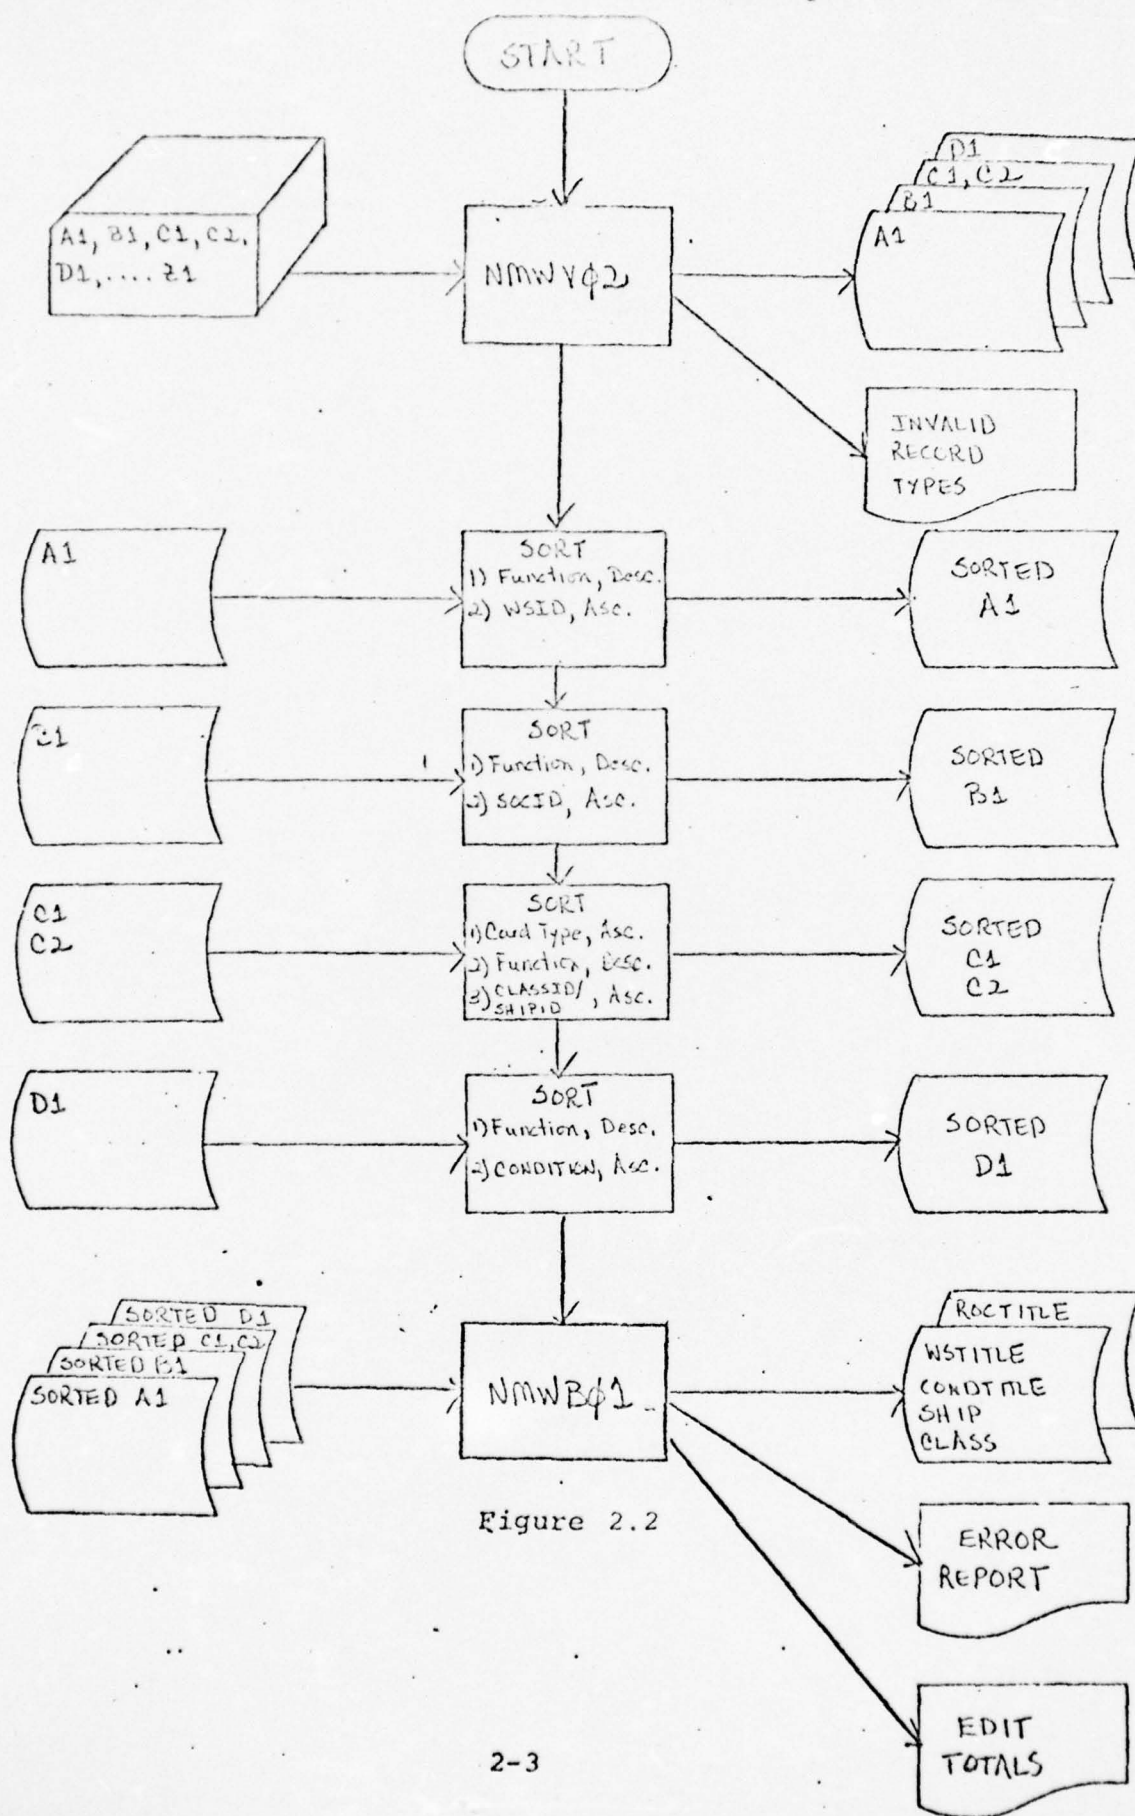 START
A1, B1, C1, C2,
D1, .... Z1
NMWVØ2
D1
C1, C2
B1
A1
INVALID
RECORD
TYPES
A1
SORT
1) Function, Desc.
2) WSID, Asc.
SORTED
A1
B1
SORT
1) Function, Desc.
2) SOCID, Asc.
SORTED
B1
C1
C2
SORT
1) Card Type, Asc.
2) Function, Desc.
3) CLASSID/
SHIPID , Asc.
SORTED
C1
C2
D1
SORT
1) Function, Desc.
2) CONDITION, Asc.
SORTED
D1
SORTED D1
SORTED C1,C2
SORTED B1
SORTED A1
NMWBØ1
ROCTITLE
WSTITLE
CONDTITLE
SHIP
CLASS
Figure 2.2
ERROR
REPORT
EDIT
TOTALS
2-3